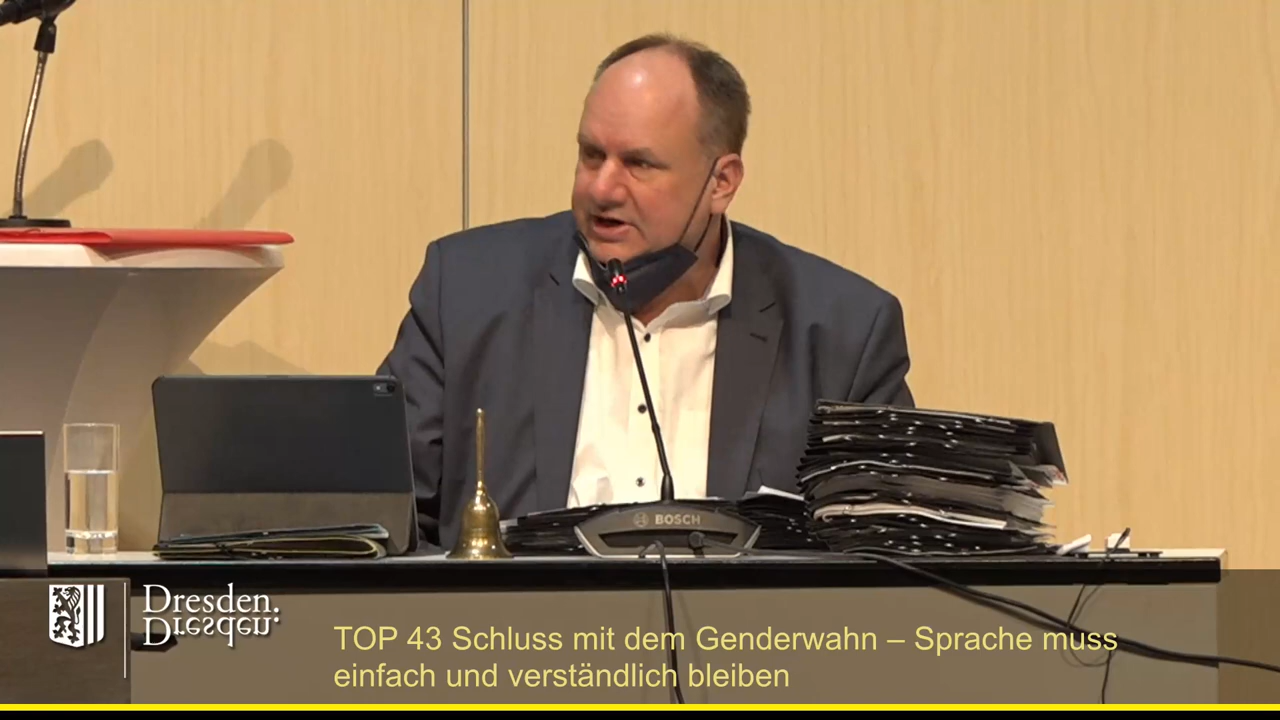 BOSCH
Dresden.
Dresden.
TOP 43 Schluss mit dem Genderwahn – Sprache muss
einfach und verständlich bleiben